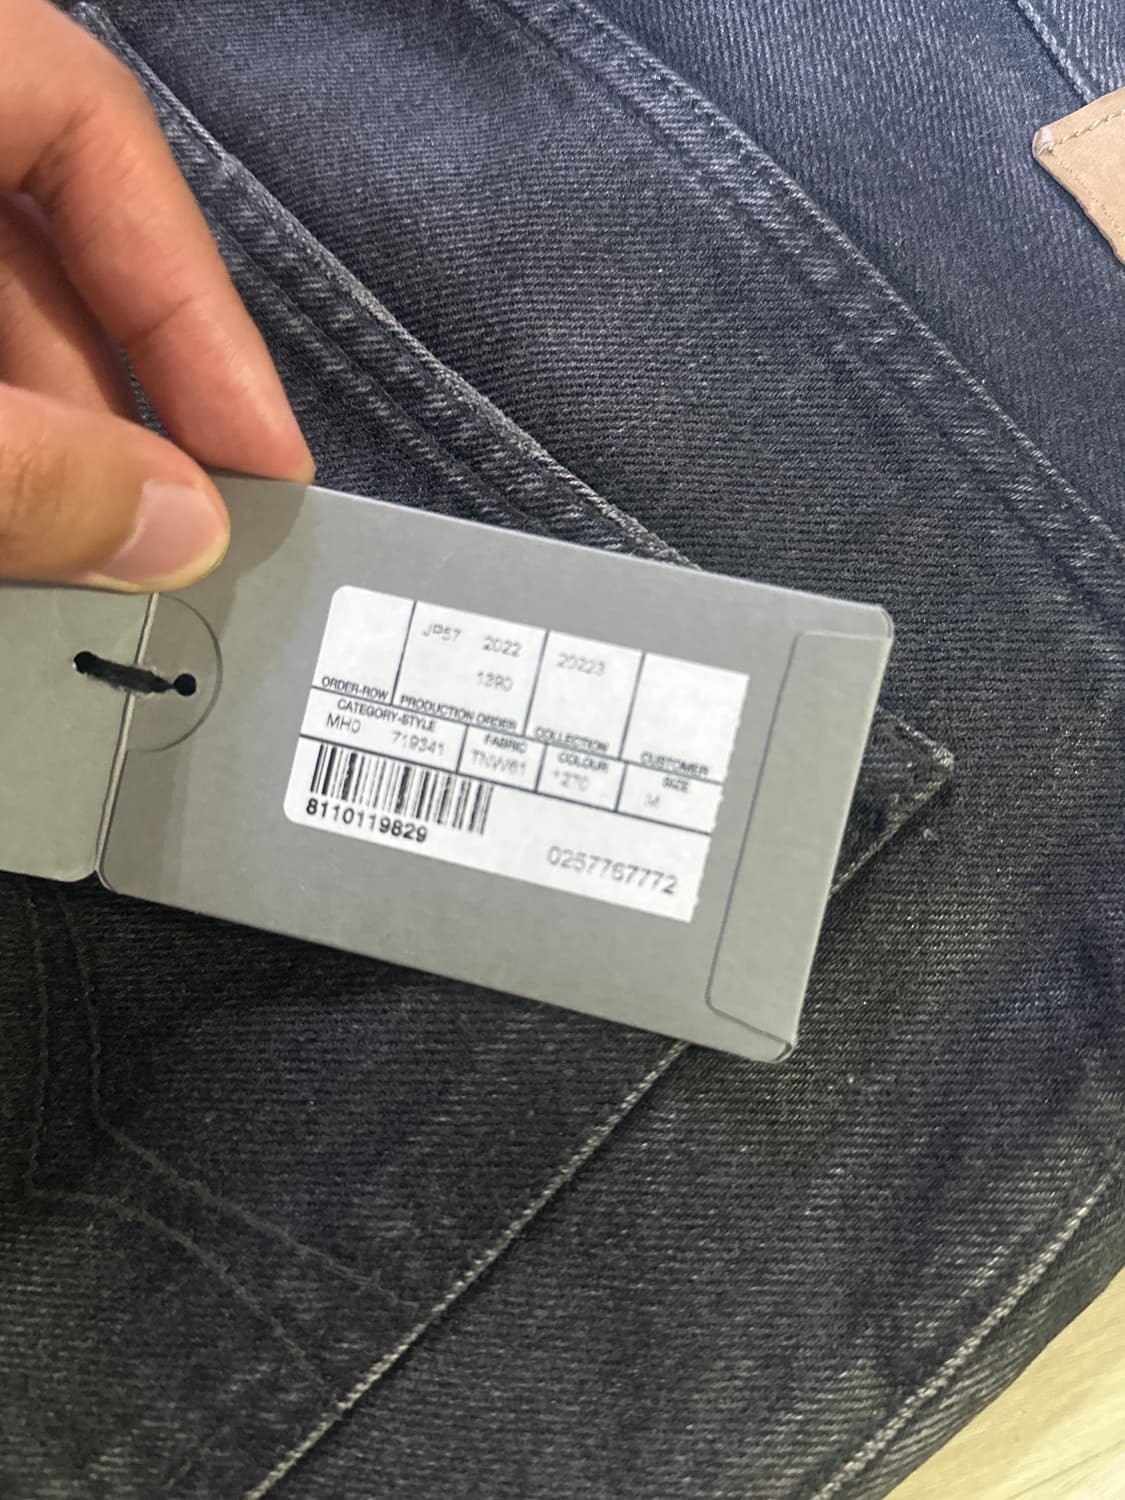 JP57 2022
1390
20223
ORDER-ROW PRODUCTION ORDER COLLECTION CUSTOMER
CATEGORY-STYLE FABRIC COLOUR SIZE
MH0 719341 TNW61 1270 M
8110119829
0257767772